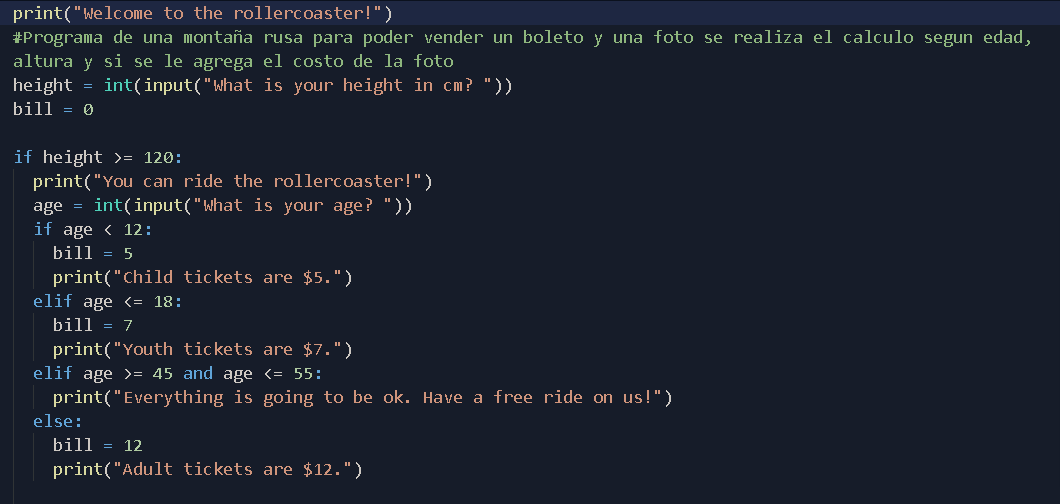 print("Welcome to the rollercoaster!")
#Programa de una montaña rusa para poder vender un boleto y una foto se realiza el calculo segun edad,
altura y si se le agrega el costo de la foto
height = int(input("What is your height in cm? "))
bill = 0

if height >= 120:
  print("You can ride the rollercoaster!")
  age = int(input("What is your age? "))
  if age < 12:
    bill = 5
    print("Child tickets are $5.")
  elif age <= 18:
    bill = 7
    print("Youth tickets are $7.")
  elif age >= 45 and age <= 55:
    print("Everything is going to be ok. Have a free ride on us!")
  else:
    bill = 12
    print("Adult tickets are $12.")